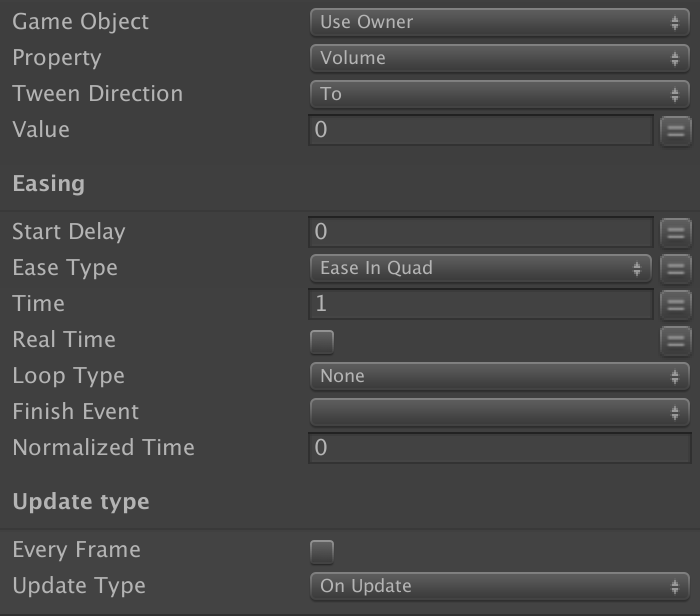 Game Object Use Owner
Property Volume
Tween Direction To
Value 0
Easing
Start Delay 0
Ease Type Ease In Quad
Time 1
Real Time
Loop Type None
Finish Event
Normalized Time 0
Update type
Every Frame
Update Type On Update